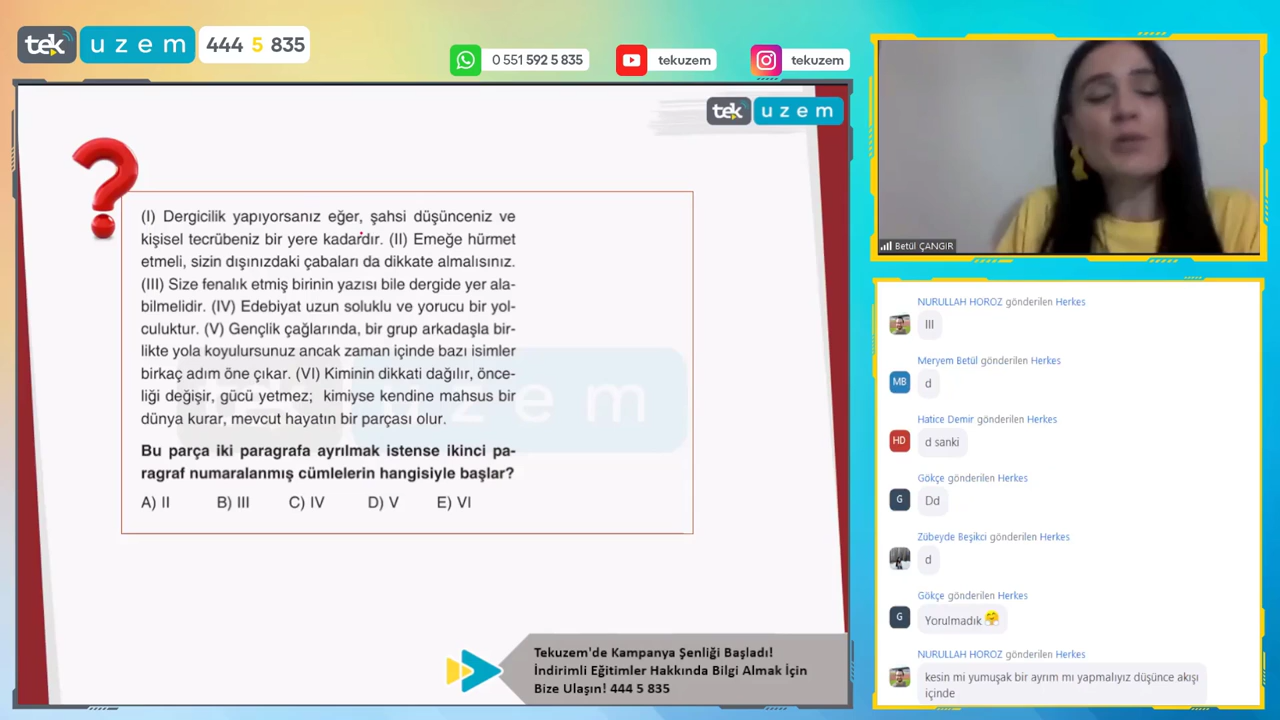 tek uzem 444 5 835
0 551 592 5 835
tekuzem
tekuzem
tek uzem
(I) Dergicilik yapıyorsanız eğer, şahsi düşünceniz ve
kişisel tecrübeniz bir yere kadardır. (II) Emeğe hürmet
etmeli, sizin dışınızdaki çabaları da dikkate almalısınız.
(III) Size fenalık etmiş birinin yazısı bile dergide yer ala-
bilmelidir. (IV) Edebiyat uzun soluklu ve yorucu bir yol-
culuktur. (V) Gençlik çağlarında, bir grup arkadaşla bir-
likte yola koyulursunuz ancak zaman içinde bazı isimler
birkaç adım öne çıkar. (VI) Kiminin dikkati dağılır, önce-
liği değişir, gücü yetmez; kimiyse kendine mahsus bir
dünya kurar, mevcut hayatın bir parçası olur.
Bu parça iki paragrafa ayrılmak istense ikinci pa-
ragraf numaralanmış cümlelerin hangisiyle başlar?
A) II B) III C) IV D) V E) VI
tek uzem
Tekuzem'de Kampanya Şenliği Başladı!
İndirimli Eğitimler Hakkında Bilgi Almak İçin
Bize Ulaşın! 444 5 835
Betül ÇANGIR
NURULLAH HOROZ gönderilen Herkes
III
Meryem Betül gönderilen Herkes
MB
d
Hatice Demir gönderilen Herkes
HD
d sanki
Gökçe gönderilen Herkes
G
Dd
Zübeyde Beşikci gönderilen Herkes
d
Gökçe gönderilen Herkes
G
Yorulmadık
NURULLAH HOROZ gönderilen Herkes
kesin mi yumuşak bir ayrım mı yapmalıyız düşünce akışı
içinde